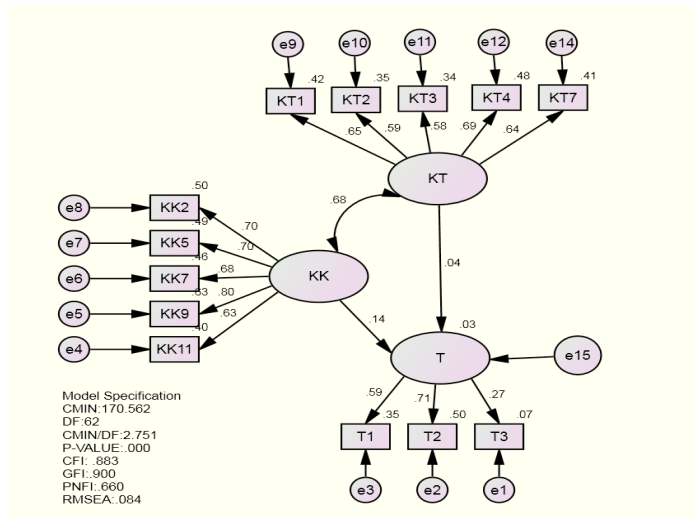 e9 e10 e11 e12 e14
.42 .35 .34 .48 .41
KT1 KT2 KT3 KT4 KT7
.65 .59 .58 .69 .64
KT
.68
.50
e8 KK2
.70
.49
e7 KK5
.70
.46
e6 KK7 .68
KK
.04
.63 .80
e5 KK9
.63
.40
e4 KK11
.14
.03
T
e15
.59 .71 .27
.35 .50 .07
T1 T2 T3
e3 e2 e1
Model Specification
CMIN:170.562
DF:62
CMIN/DF:2.751
P-VALUE:.000
CFI: .883
GFI:.900
PNFI:.660
RMSEA:.084